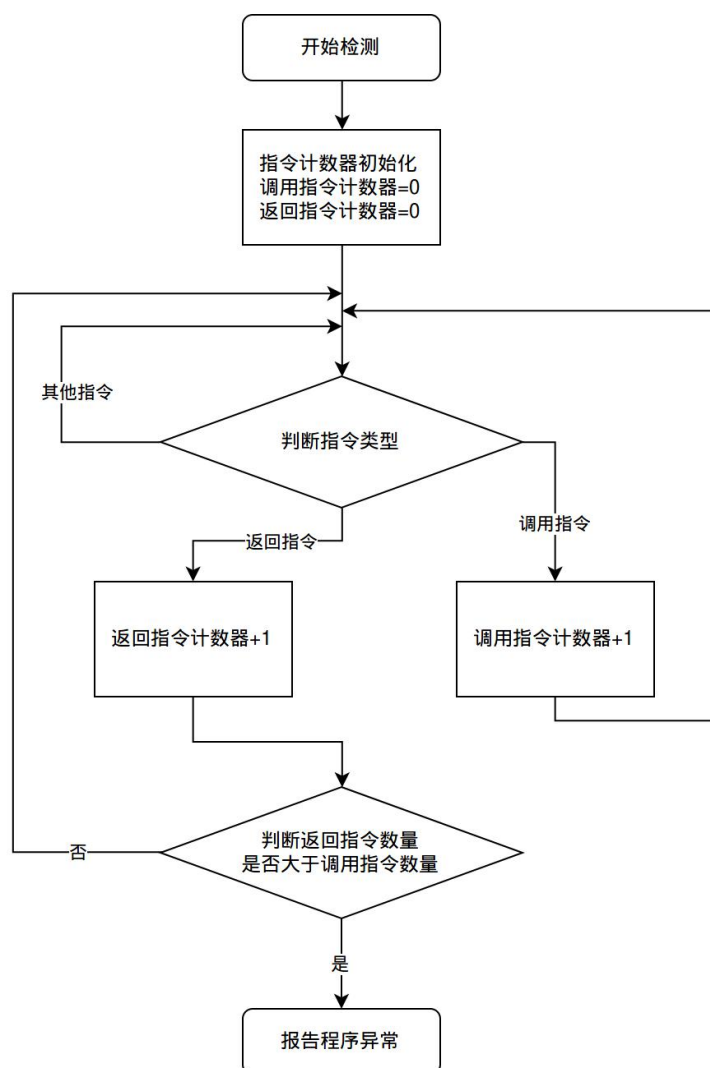 开始检测
指令计数器初始化
调用指令计数器=0
返回指令计数器=0
其他指令
判断指令类型
调用指令
返回指令
返回指令计数器+1
调用指令计数器+1
判断返回指令数量
是否大于调用指令数量
否
是
报告程序异常